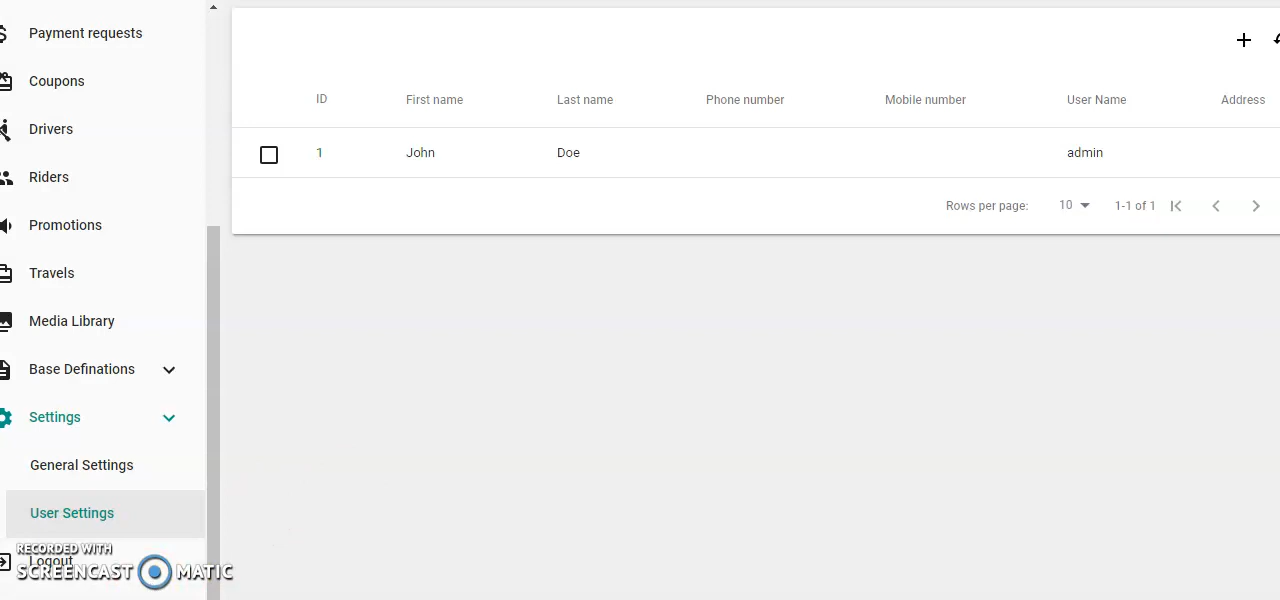 Payment requests
Coupons
Drivers
Riders
Promotions
Travels
Media Library
Base Definations
Settings
General Settings
User Settings
Logout
RECORDED WITH
SCREENCAST MATIC
ID First name Last name Phone number Mobile number User Name Address
1 John Doe admin
Rows per page: 10 1-1 of 1